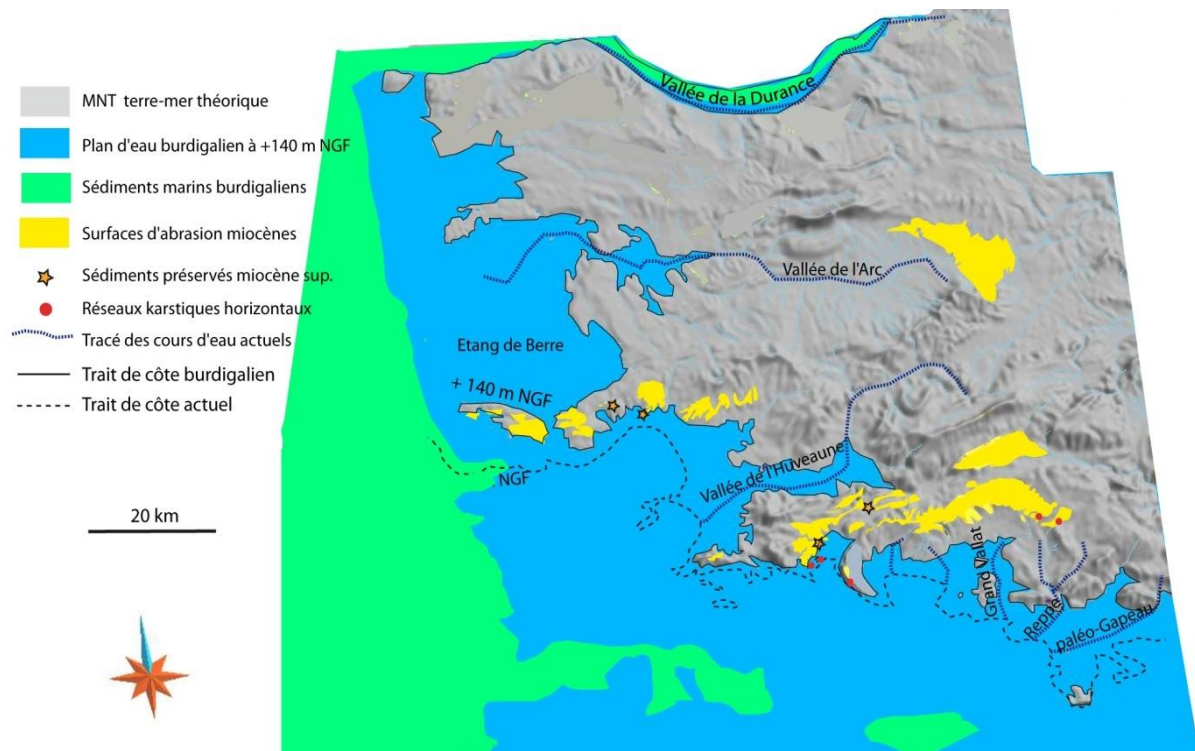 MNT terre-mer théorique
Plan d'eau burdigalien à +140 m NGF
Sédiments marins burdigaliens
Surfaces d'abrasion miocènes
Sédiments préservés miocène sup.
Réseaux karstiques horizontaux
Tracé des cours d'eau actuels
Trait de côte burdigalien
Trait de côte actuel
20 km
Vallée de la Durance
Vallée de l'Arc
Etang de Berre
+ 140 m NGF
NGF
Vallée de l'Huveaune
Grand Vallat
Reppe
paléo-Gapeau